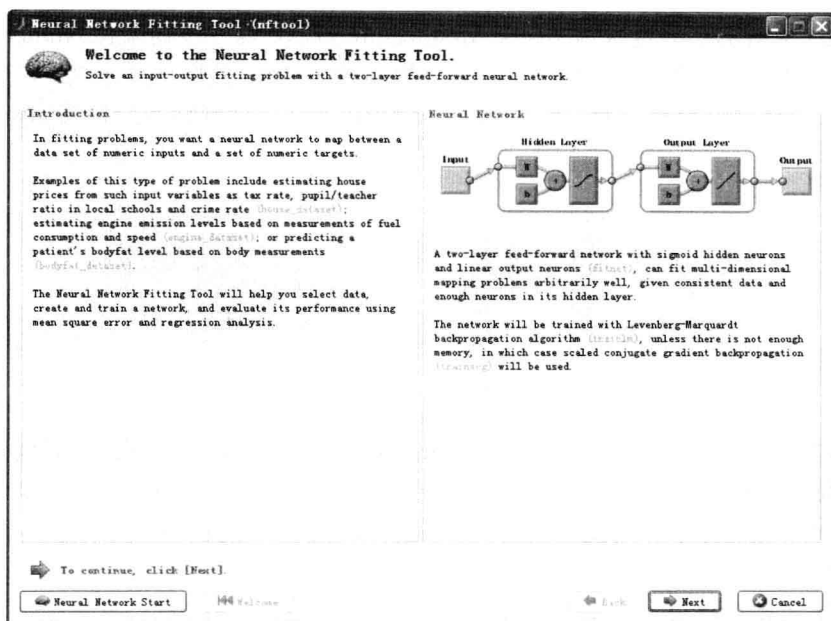 Neural Network Fitting Tool (nftool)
Welcome to the Neural Network Fitting Tool.
Solve an input-output fitting problem with a two-layer feed-forward neural network.
Introduction
In fitting problems, you want a neural network to map between a
data set of numeric inputs and a set of numeric targets.
Examples of this type of problem include estimating house
prices from such input variables as tax rate, pupil/teacher
ratio in local schools and crime rate (house_dataset);
estimating engine emission levels based on measurements of fuel
consumption and speed (engine_dataset); or predicting a
patient's bodyfat level based on body measurements
(bodyfat_dataset).
The Neural Network Fitting Tool will help you select data,
create and train a network, and evaluate its performance using
mean square error and regression analysis.
Neural Network
Hidden Layer
Output Layer
Input
W
b
+
W
b
+
Output
A two-layer feed-forward network with sigmoid hidden neurons
and linear output neurons (fitnet), can fit multi-dimensional
mapping problems arbitrarily well, given consistent data and
enough neurons in its hidden layer.
The network will be trained with Levenberg-Marquardt
backpropagation algorithm (trainlm), unless there is not enough
memory, in which case scaled conjugate gradient backpropagation
(trainscg) will be used.
To continue, click [Next].
Neural Network Start
Welcome
Back
Next
Cancel